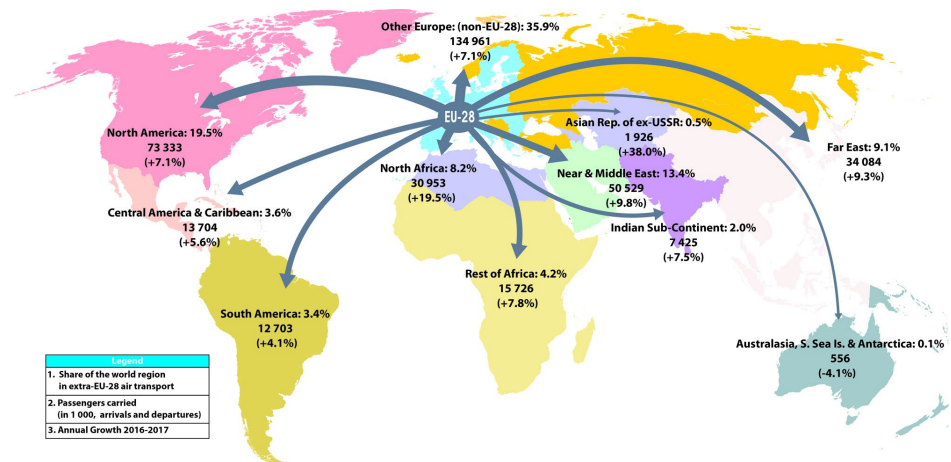 Other Europe: (non-EU-28): 35.9%
134 961
(+7.1%)
EU-28
North America: 19.5%
73 333
(+7.1%)
Asian Rep. of ex-USSR: 0.5%
1 926
(+38.0%)
Far East: 9.1%
34 084
(+9.3%)
North Africa: 8.2%
30 953
(+19.5%)
Near & Middle East: 13.4%
50 529
(+9.8%)
Central America & Caribbean: 3.6%
13 704
(+5.6%)
Indian Sub-Continent: 2.0%
7 425
(+7.5%)
Rest of Africa: 4.2%
15 726
(+7.8%)
South America: 3.4%
12 703
(+4.1%)
Australasia, S. Sea Is. & Antarctica: 0.1%
556
(-4.1%)
Legend
1. Share of the world region
in extra-EU-28 air transport
2. Passengers carried
(in 1 000, arrivals and departures)
3. Annual Growth 2016-2017